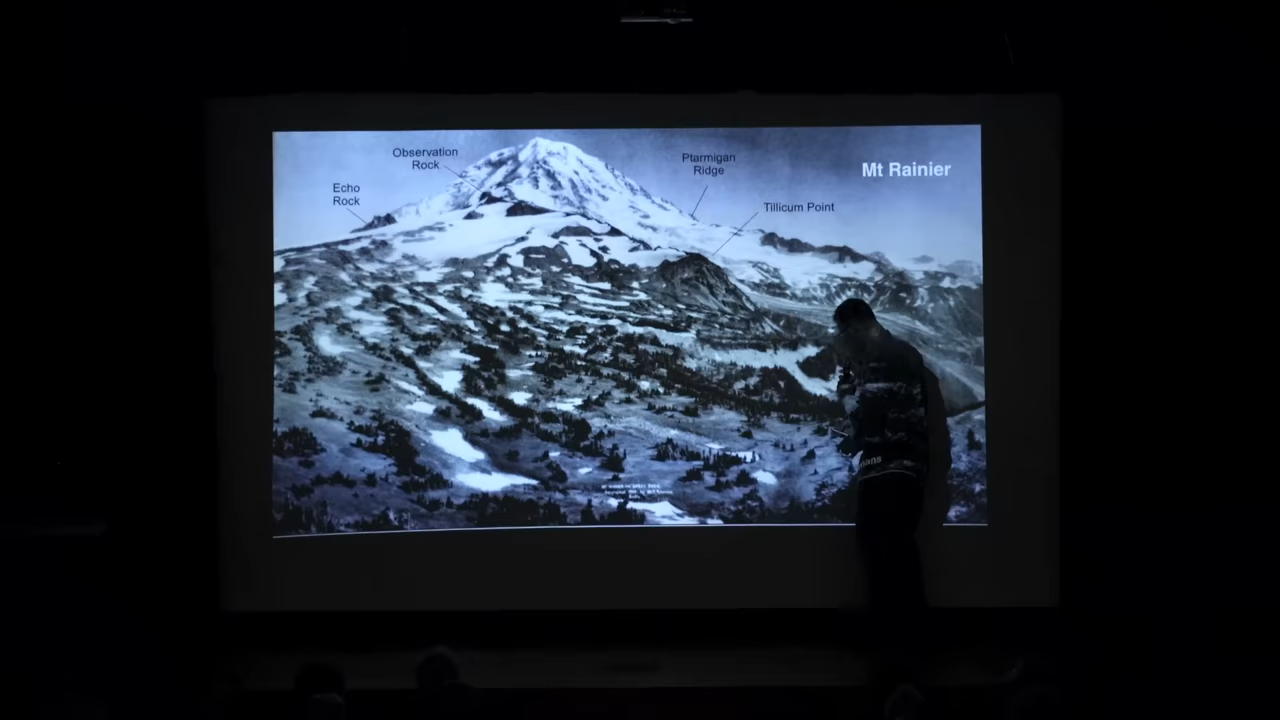 Observation
Rock
Ptarmigan
Ridge
Mt Rainier
Echo
Rock
Tillicum Point